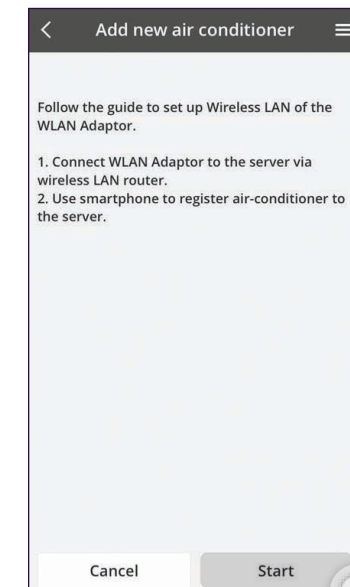 Add new air conditioner
Follow the guide to set up Wireless LAN of the
WLAN Adaptor.
1. Connect WLAN Adaptor to the server via
wireless LAN router.
2. Use smartphone to register air-conditioner to
the server.
Cancel
Start